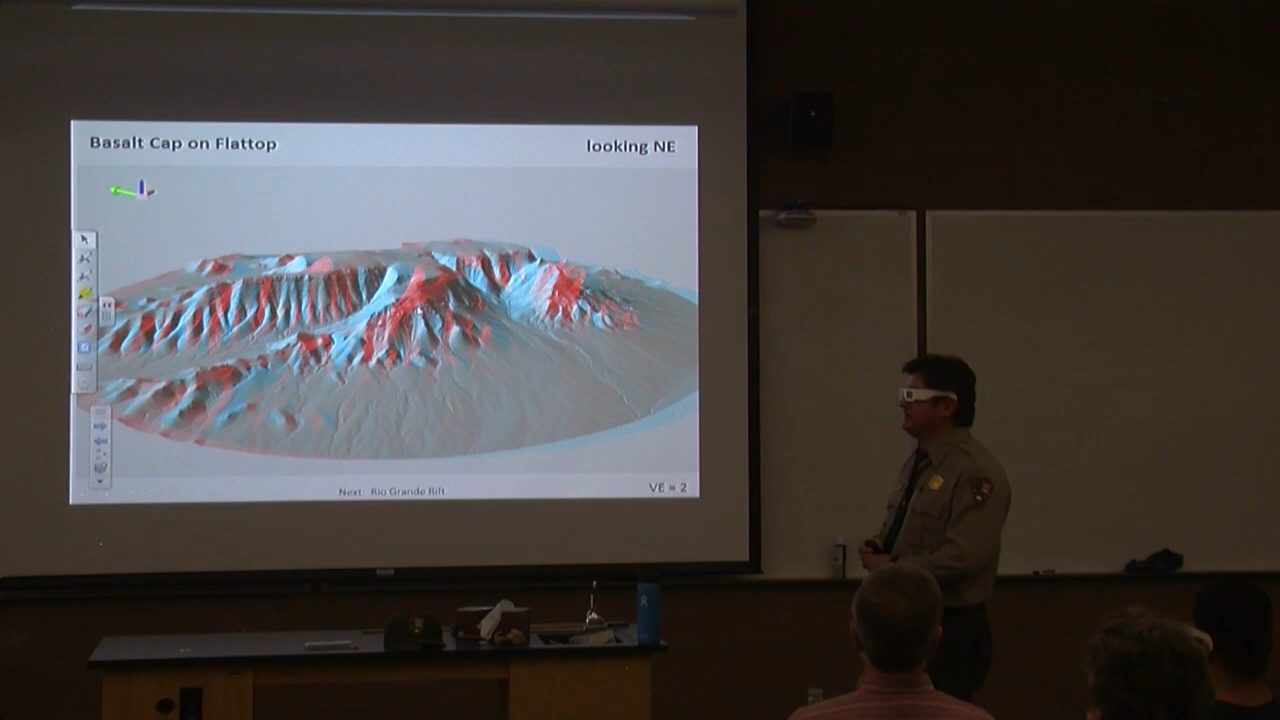 Basalt Cap on Flattop
looking NE
Next: Rio Grande Rift
VE = 2